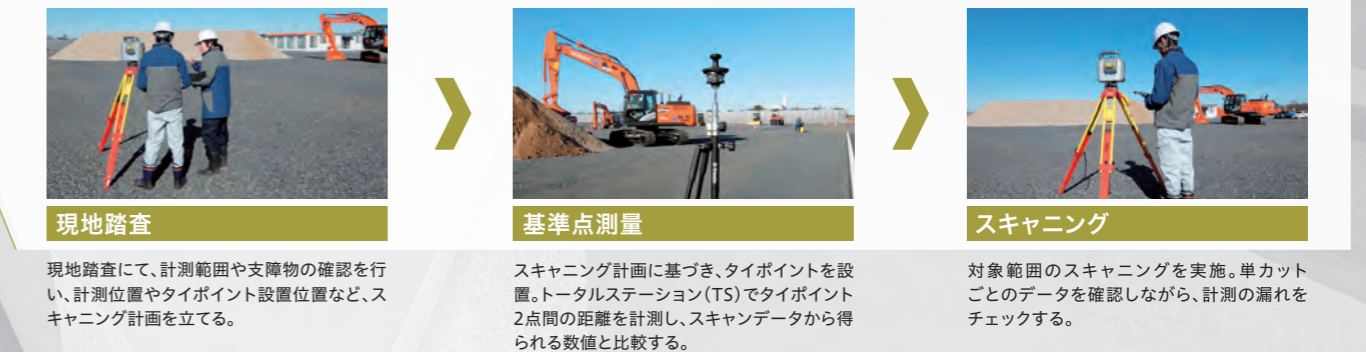 現地踏査
現地踏査にて、計測範囲や支障物の確認を行
い、計測位置やタイポイント設置位置など、ス
キャニング計画を立てる。
基準点測量
スキャニング計画に基づき、タイポイントを設
置。トータルステーション(TS)でタイポイント
2点間の距離を計測し、スキャンデータから得
られる数値と比較する。
スキャニング
対象範囲のスキャニングを実施。単カット
ごとのデータを確認しながら、計測の漏れを
チェックする。